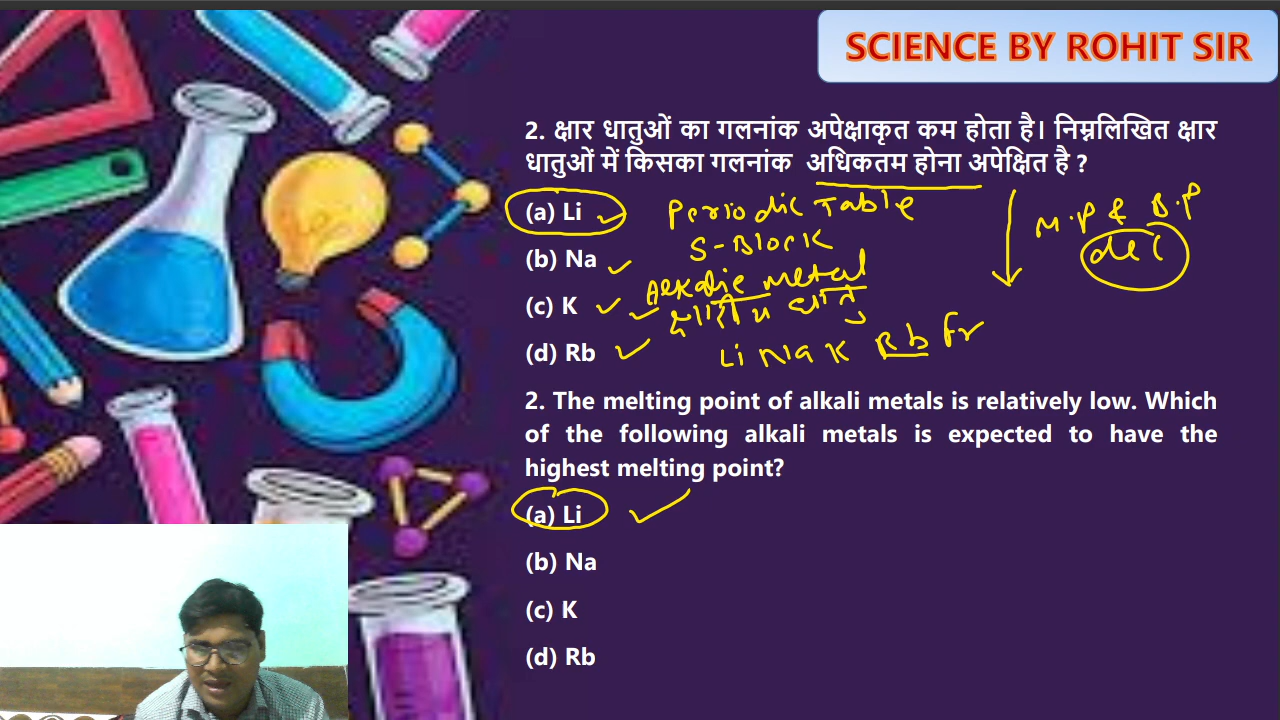 SCIENCE BY ROHIT SIR
2. क्षार धातुओं का गलनांक अपेक्षाकृत कम होता है। निम्नलिखित क्षार
धातुओं में किसका गलनांक अधिकतम होना अपेक्षित है ?
(a) Li
Periodic Table
M.P & B.P
S-Block
(b) Na
metal
(c) K
(d) Rb
Li Na K Rb Fr
2. The melting point of alkali metals is relatively low. Which
of the following alkali metals is expected to have the
highest melting point?
(a) Li
(b) Na
(c) K
(d) Rb